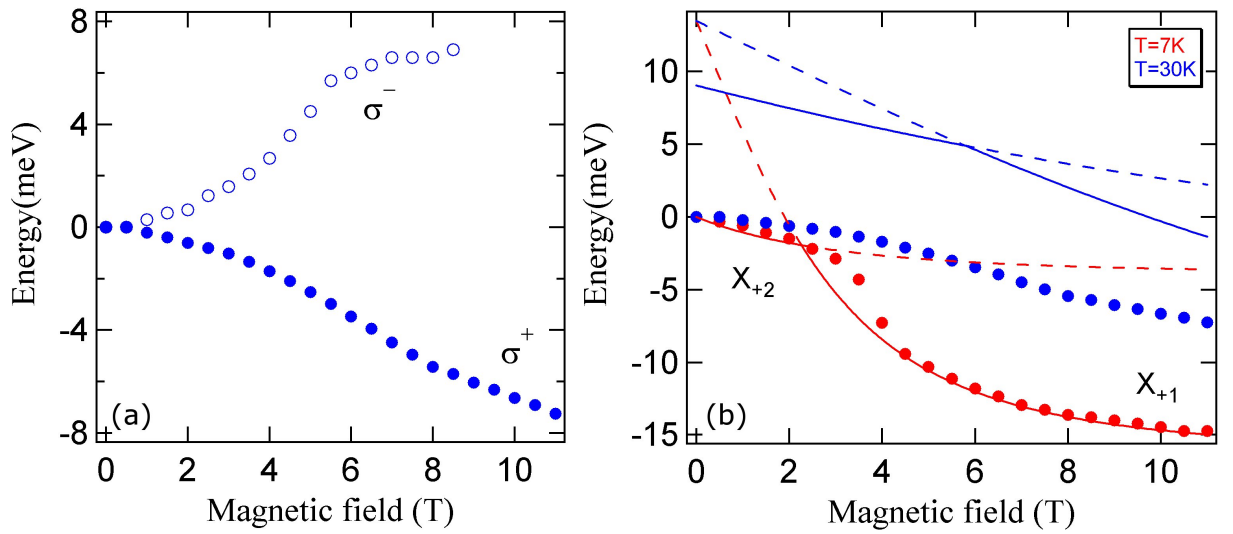 8
4
0
-4
-8
Energy(meV)
σ⁻
σ⁺
(a)
0 2 4 6 8 10
Magnetic field (T)
10
5
0
-5
-10
-15
Energy(meV)
T=7K
T=30K
X₊₂
X₊₁
(b)
0 2 4 6 8 10
Magnetic field (T)